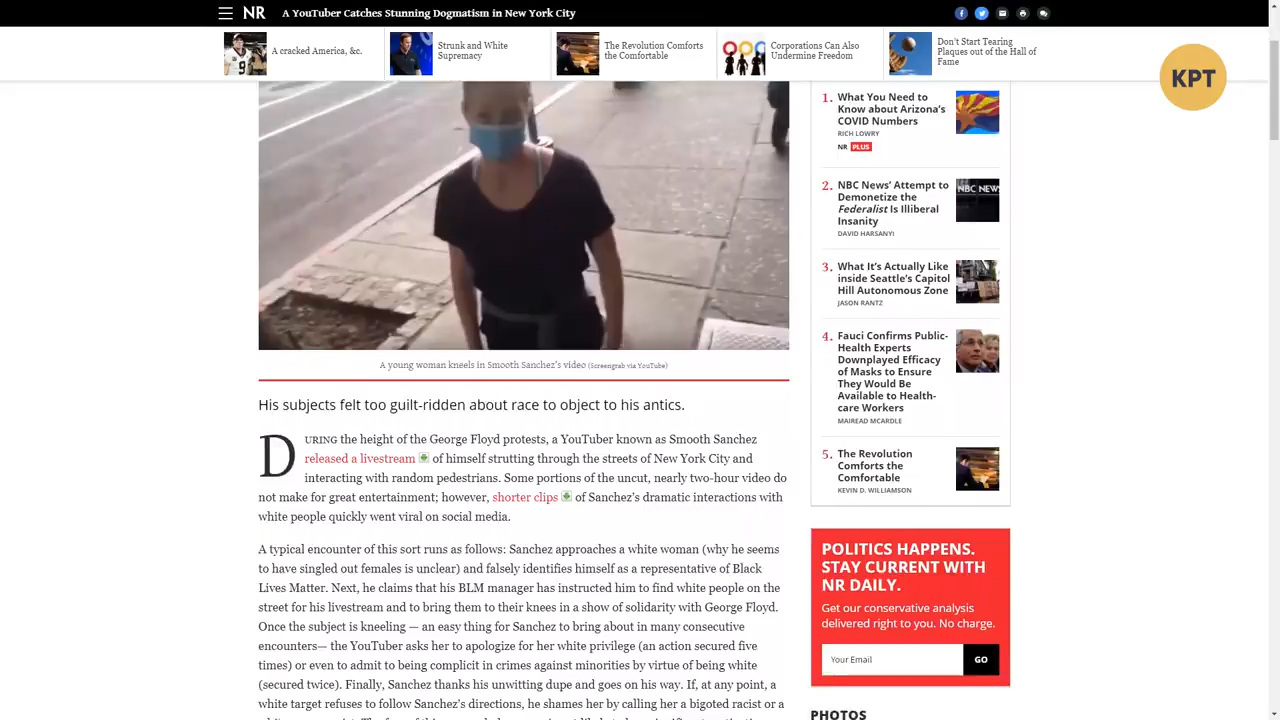 NR
A YouTuber Catches Stunning Dogmatism in New York City
A cracked America, &c.
Strunk and White
Supremacy
The Revolution Comforts
the Comfortable
Corporations Can Also
Undermine Freedom
Don't Start Tearing
Plaques out of the Hall of
Fame
KPT
A young woman kneels in Smooth Sanchez's video (Screengrab via YouTube)
His subjects felt too guilt-ridden about race to object to his antics.
DURING the height of the George Floyd protests, a YouTuber known as Smooth Sanchez
released a livestream of himself strutting through the streets of New York City and
interacting with random pedestrians. Some portions of the uncut, nearly two-hour video do
not make for great entertainment; however, shorter clips of Sanchez's dramatic interactions with
white people quickly went viral on social media.
A typical encounter of this sort runs as follows: Sanchez approaches a white woman (why he seems
to have singled out females is unclear) and falsely identifies himself as a representative of Black
Lives Matter. Next, he claims that his BLM manager has instructed him to find white people on the
street for his livestream and to bring them to their knees in a show of solidarity with George Floyd.
Once the subject is kneeling — an easy thing for Sanchez to bring about in many consecutive
encounters— the YouTuber asks her to apologize for her white privilege (an action secured five
times) or even to admit to being complicit in crimes against minorities by virtue of being white
(secured twice). Finally, Sanchez thanks his unwitting dupe and goes on his way. If, at any point, a
white target refuses to follow Sanchez's directions, he shames her by calling her a bigoted racist or a
1. What You Need to
Know about Arizona's
COVID Numbers
RICH LOWRY
NR PLUS
2. NBC News' Attempt to
Demonetize the
Federalist Is Illiberal
Insanity
DAVID HARSANYI
NBC NEWS
3. What It's Actually Like
inside Seattle's Capitol
Hill Autonomous Zone
JASON RANTZ
4. Fauci Confirms Public-
Health Experts
Downplayed Efficacy
of Masks to Ensure
They Would Be
Available to Health-
care Workers
MAIREAD MCARDLE
5. The Revolution
Comforts the
Comfortable
KEVIN D. WILLIAMSON
POLITICS HAPPENS.
STAY CURRENT WITH
NR DAILY.
Get our conservative analysis
delivered right to you. No charge.
Your Email
GO
PHOTOS